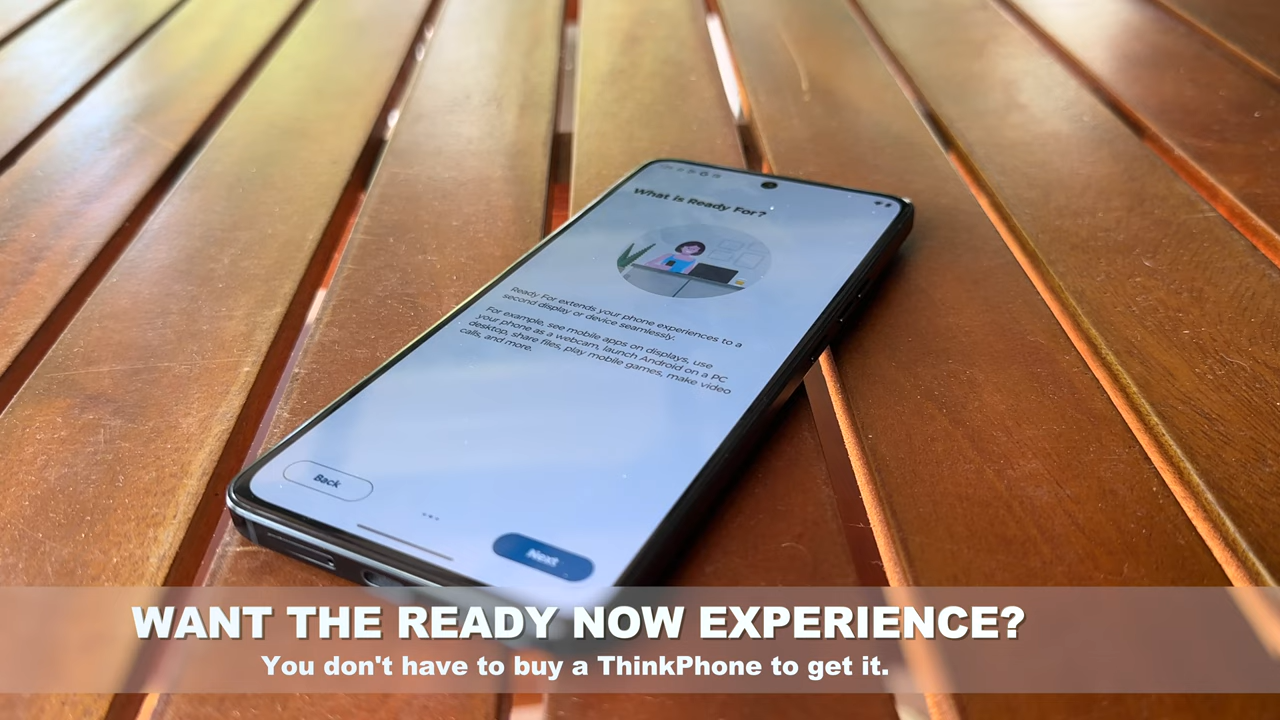 What is Ready For?
Ready For extends your phone experiences to a
second display or device seamlessly.
For example, see mobile apps on displays, use
your phone as a webcam, launch Android on a PC
desktop, share files, play mobile games, make video
calls, and more.
Back
Next
WANT THE READY NOW EXPERIENCE?
You don't have to buy a ThinkPhone to get it.